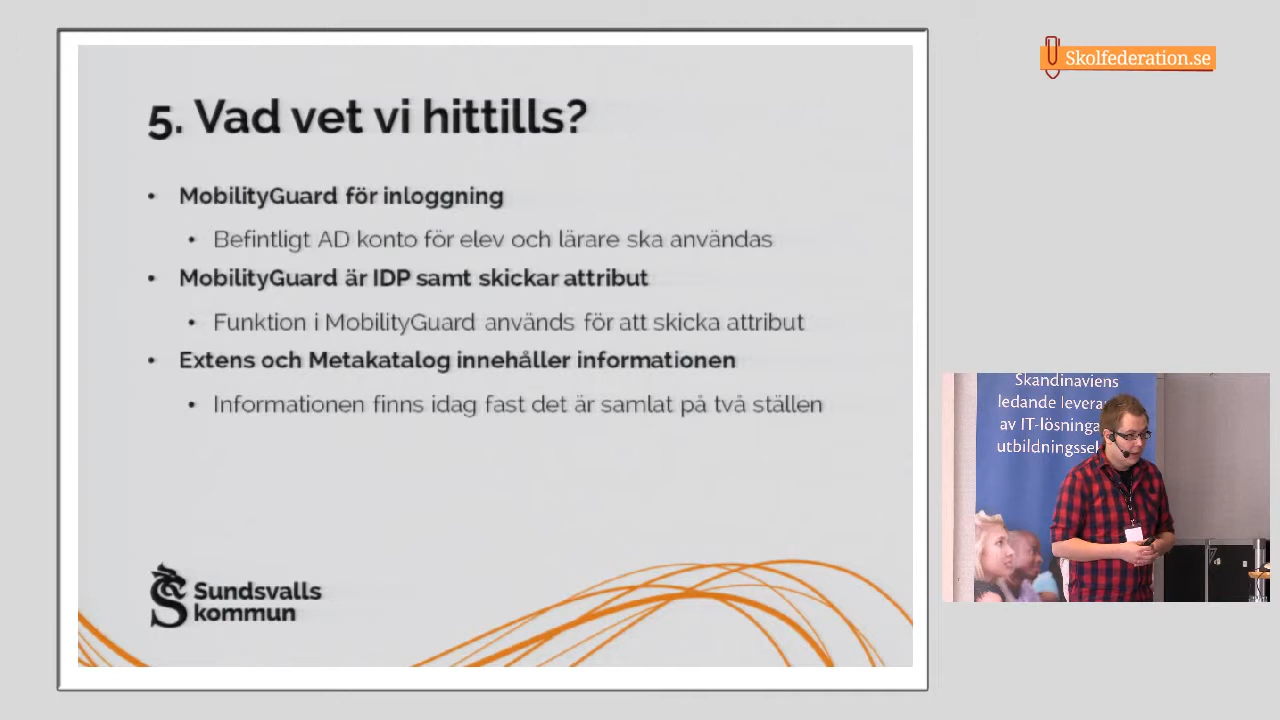 5. Vad vet vi hittills?
• MobilityGuard för inloggning
• Befintligt AD konto för elev och lärare ska användas
• MobilityGuard är IDP samt skickar attribut
• Funktion i MobilityGuard används för att skicka attribut
• Extens och Metakatalog innehåller informationen
• Informationen finns idag fast det är samlat på två ställen
Sundsvalls
kommun
Skolfederation.se
Skandinaviens
ledande
av IT-lösninga